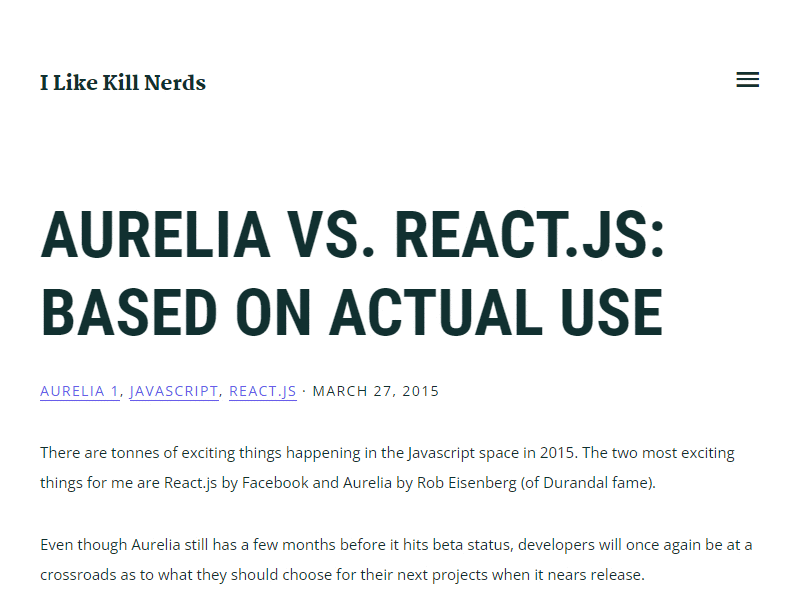 I Like Kill Nerds
AURELIA VS. REACT.JS:
BASED ON ACTUAL USE
AURELIA 1, JAVASCRIPT, REACT.JS · MARCH 27, 2015
There are tonnes of exciting things happening in the Javascript space in 2015. The two most exciting
things for me are React.js by Facebook and Aurelia by Rob Eisenberg (of Durandal fame).
Even though Aurelia still has a few months before it hits beta status, developers will once again be at a
crossroads as to what they should choose for their next projects when it nears release.